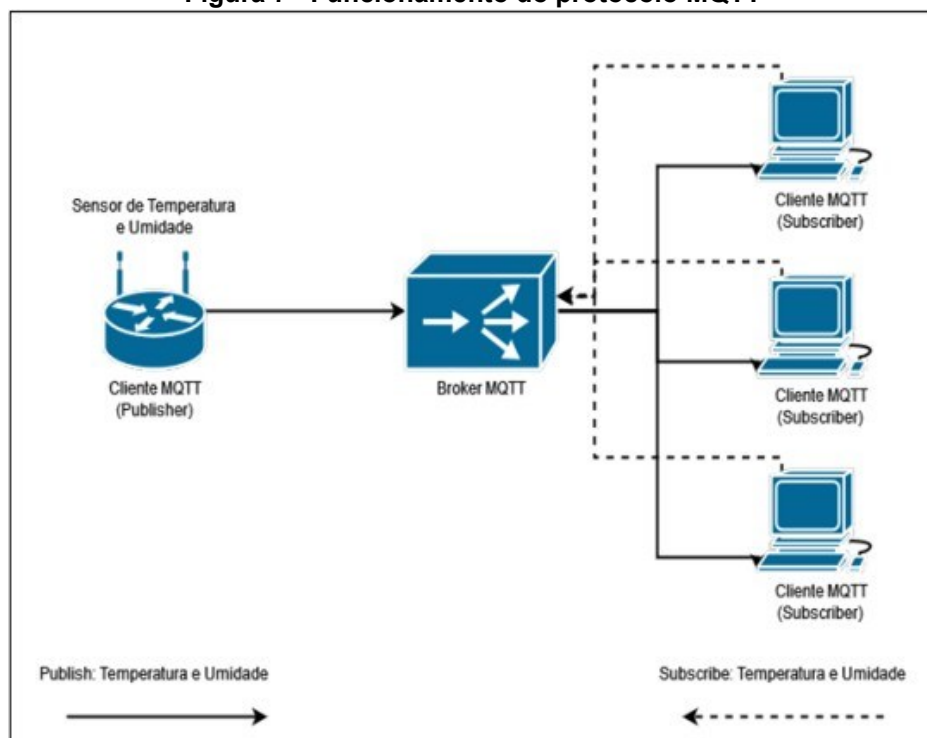 Sensor de Temperatura
e Umidade
Cliente MQTT
(Publisher)
Broker MQTT
Cliente MQTT
(Subscriber)
Cliente MQTT
(Subscriber)
Cliente MQTT
(Subscriber)
Publish: Temperatura e Umidade
Subscribe: Temperatura e Umidade